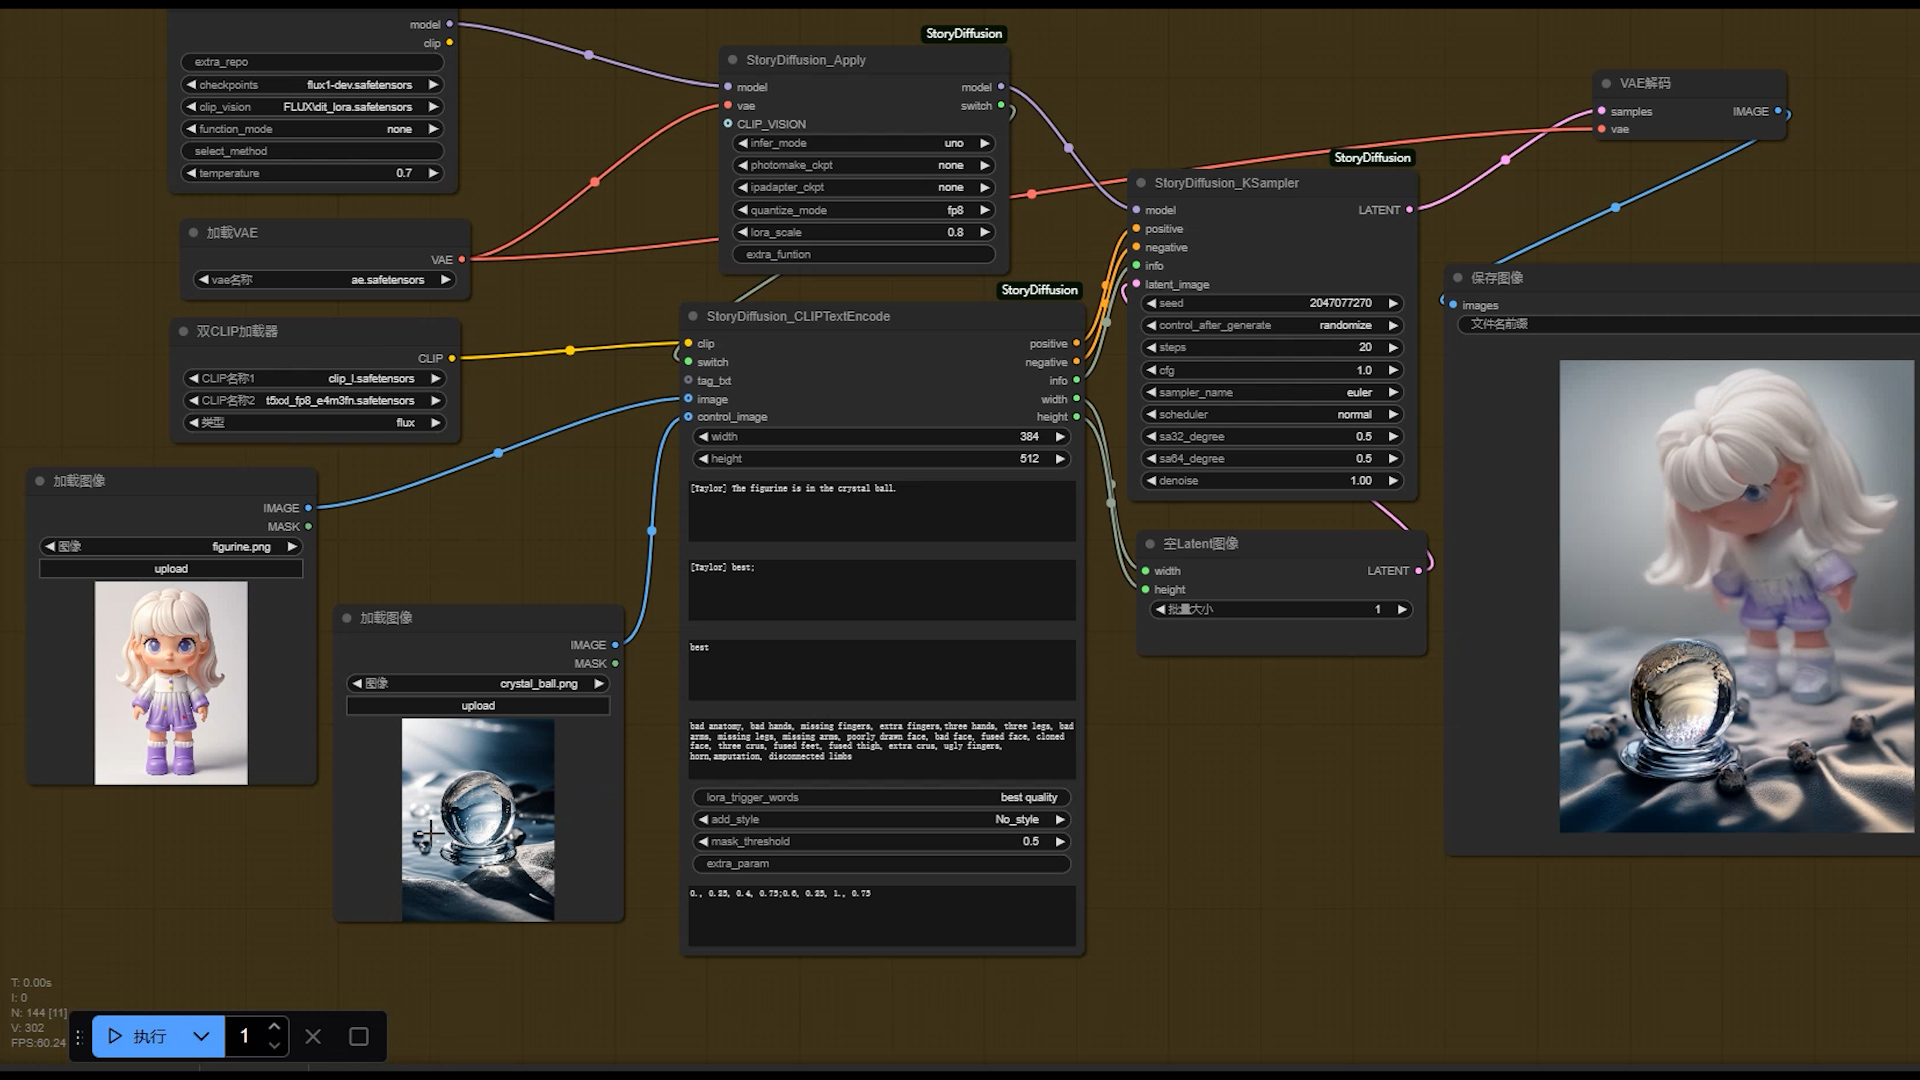 model
clip
extra_repo
checkpoints flux1-dev.safetensors
clip_vision FLUX\dit_lora.safetensors
function_mode none
select_method
temperature 0.7
加载VAE
VAE
vae名称 ae.safetensors
双CLIP加载器
CLIP
CLIP名称1 clip_l.safetensors
CLIP名称2 t5xxl_fp8_e4m3fn.safetensors
类型 flux
加载图像
IMAGE
MASK
图像 figurine.png
upload
加载图像
IMAGE
MASK
图像 crystal_ball.png
upload
StoryDiffusion
StoryDiffusion_Apply
model model
vae switch
CLIP_VISION
infer_mode uno
photomake_ckpt none
ipadapter_ckpt none
quantize_mode fp8
lora_scale 0.8
extra_funtion
StoryDiffusion
StoryDiffusion_CLIPTextEncode
clip positive
switch negative
tag_txt info
image width
control_image height
width 384
height 512
[Taylor] The figurine is in the crystal ball.
[Taylor] best;
best
bad anatomy, bad hands, missing fingers, extra fingers,three hands, three legs, bad
arms, missing legs, missing arms, poorly drawn face, bad face, fused face, cloned
face, three crus, fused feet, fused thigh, extra crus, ugly fingers,
horn,amputation, disconnected limbs
lora_trigger_words best quality
add_style No_style
mask_threshold 0.5
extra_param
0., 0.25, 0.4, 0.75;0.6, 0.25, 1., 0.75
StoryDiffusion
StoryDiffusion_KSampler
model LATENT
positive
negative
info
latent_image
seed 2047077270
control_after_generate randomize
steps 20
cfg 1.0
sampler_name euler
scheduler normal
sa32_degree 0.5
sa64_degree 0.5
denoise 1.00
空Latent图像
width LATENT
height
批量大小 1
VAE解码
samples IMAGE
vae
保存图像
images
文件名前缀
T: 0.00s
I: 0
N: 144 [11]
V: 302
FPS:60.24
执行 1